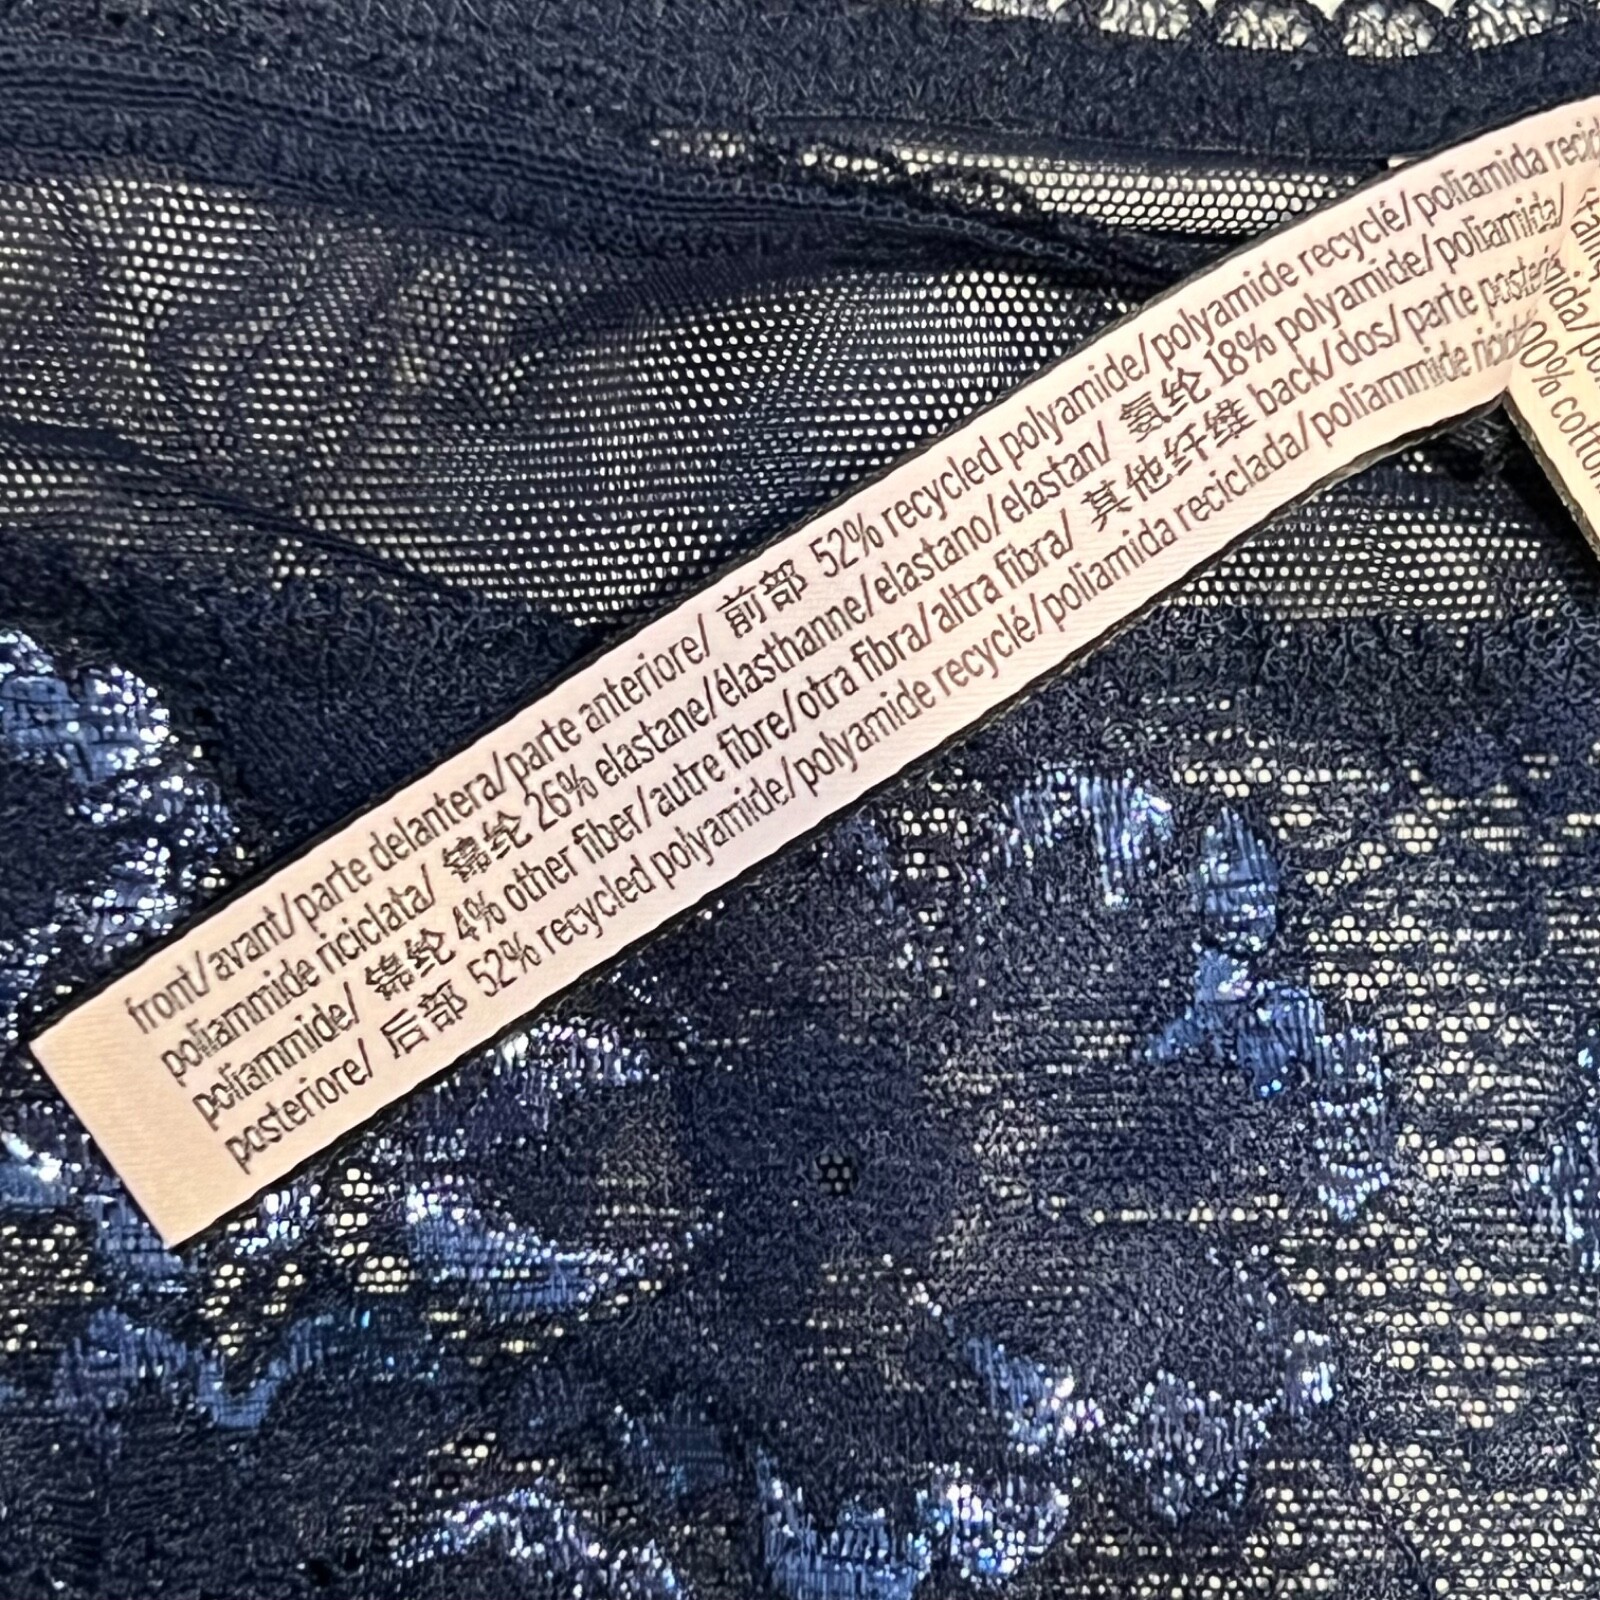 front/avant/parte delantera/parte anteriore/ 前部 52% recycled polyamide/polyamide recyclé/poliamida
poliammide riciclata/ 锦纶 26% elastane/élasthanne/elastano/elastan/ 氨纶 18% polyamide/poliamida/
poliammide/ 锦纶 4% other fiber/autre fibre/otra fibra/altra fibra/ 其他纤维 back/dos/parte
posteriore/ 后部 52% recycled polyamide/polyamide recyclé/poliamida reciclada/poliammide
cotton